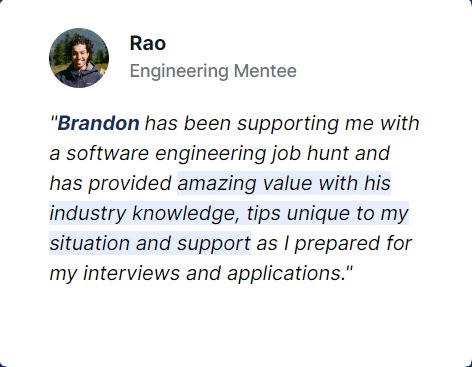 Rao
Engineering Mentee
"Brandon has been supporting me with
a software engineering job hunt and
has provided amazing value with his
industry knowledge, tips unique to my
situation and support as I prepared for
my interviews and applications."